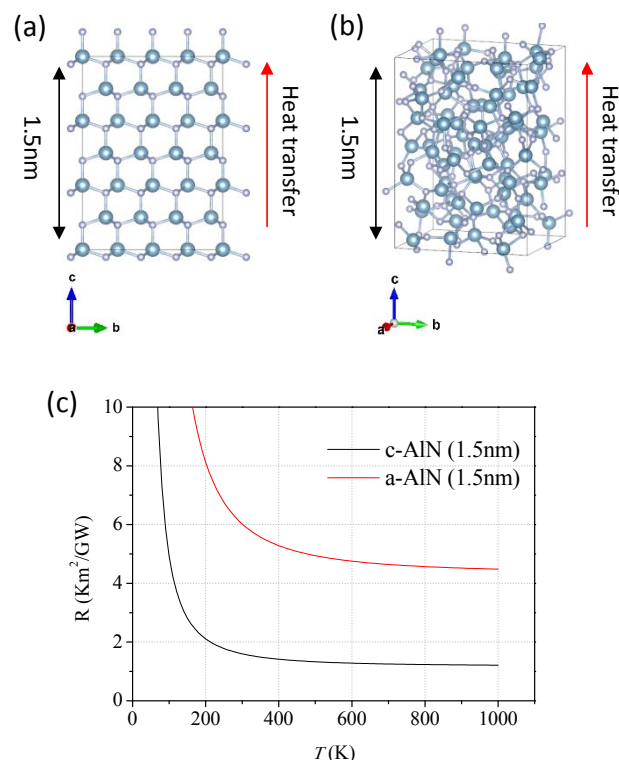 (a)
(b)
1.5nm
Heat transfer
1.5nm
Heat transfer
c
a
b
c
a
b
(c)
10
8
6
4
2
0
R (Km²/GW)
c-AlN (1.5nm)
a-AlN (1.5nm)
0
200
400
600
800
1000
T (K)